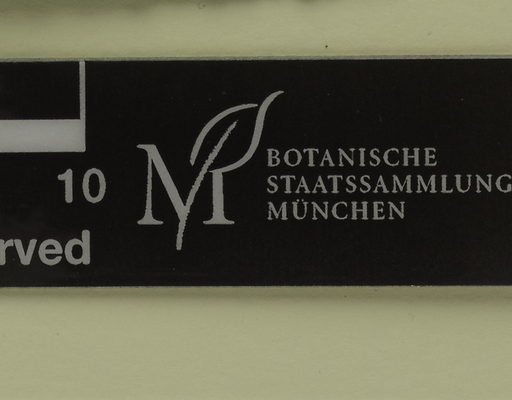 10
rved
BOTANISCHE
STAATSSAMMLUNG
MÜNCHEN